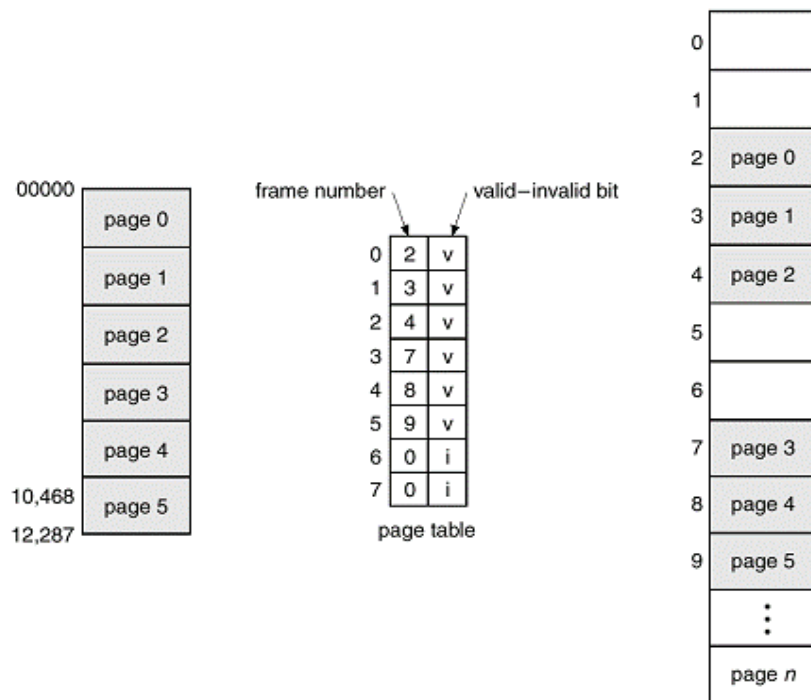 00000
page 0
page 1
page 2
page 3
page 4
10,468
page 5
12,287
frame number
valid–invalid bit
0 2 v
1 3 v
2 4 v
3 7 v
4 8 v
5 9 v
6 0 i
7 0 i
page table
0
1
2 page 0
3 page 1
4 page 2
5
6
7 page 3
8 page 4
9 page 5
⋮
page n